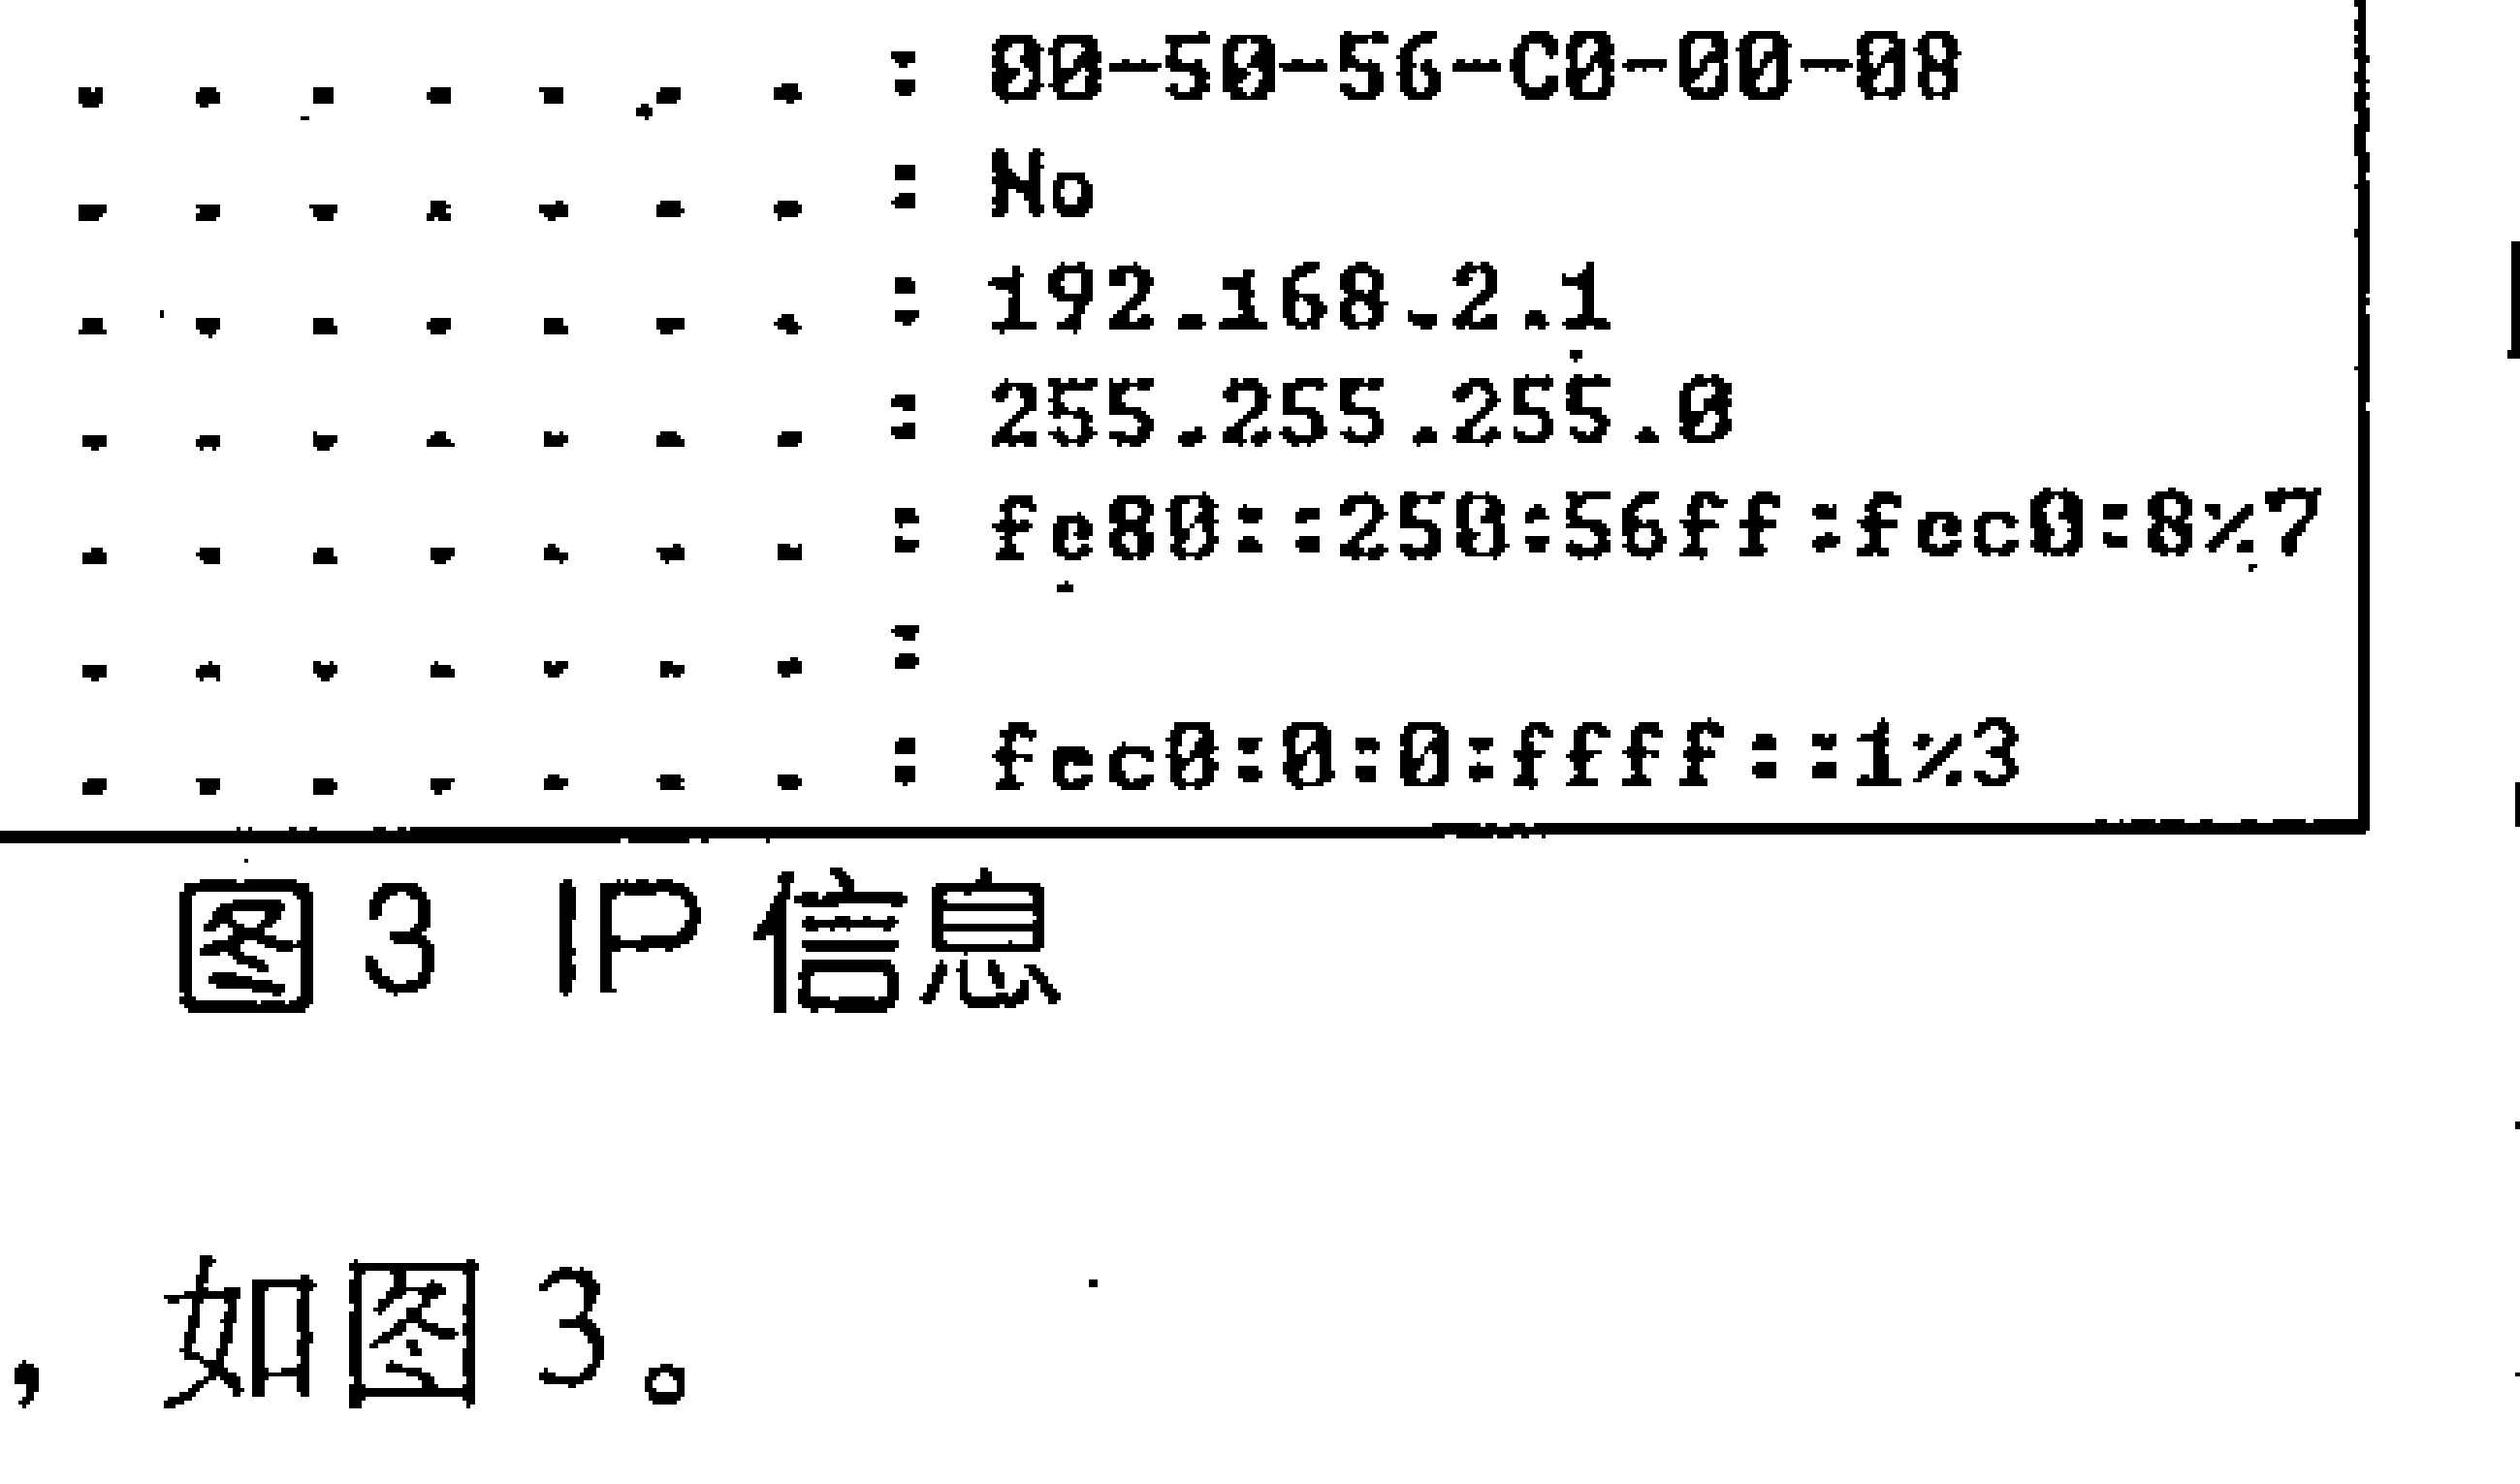 . . . . . . . : 00-50-56-C0-00-08
. . . . . . . : No
. . . . . . . : 192.168.2.1
. . . . . . . : 255.255.255.0
. . . . . . . : fe80::250:56ff:fec0:8%7
. . . . . . . :
. . . . . . . : fec0:0:0:ffff::1%3
图3 IP信息
，如图3。